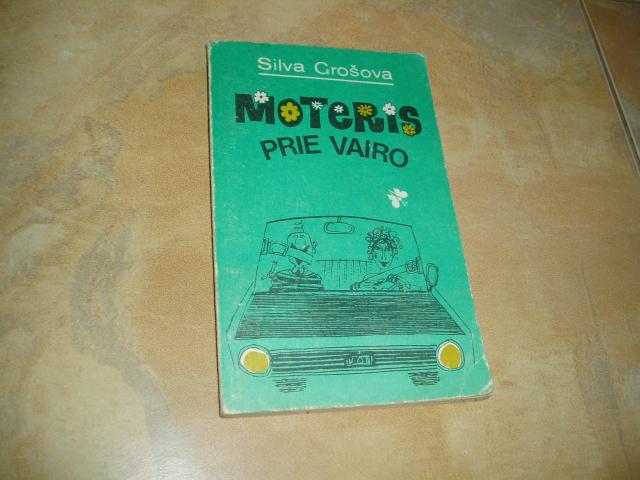 Silva Grošova
MOTERIS
PRIE VAIRO